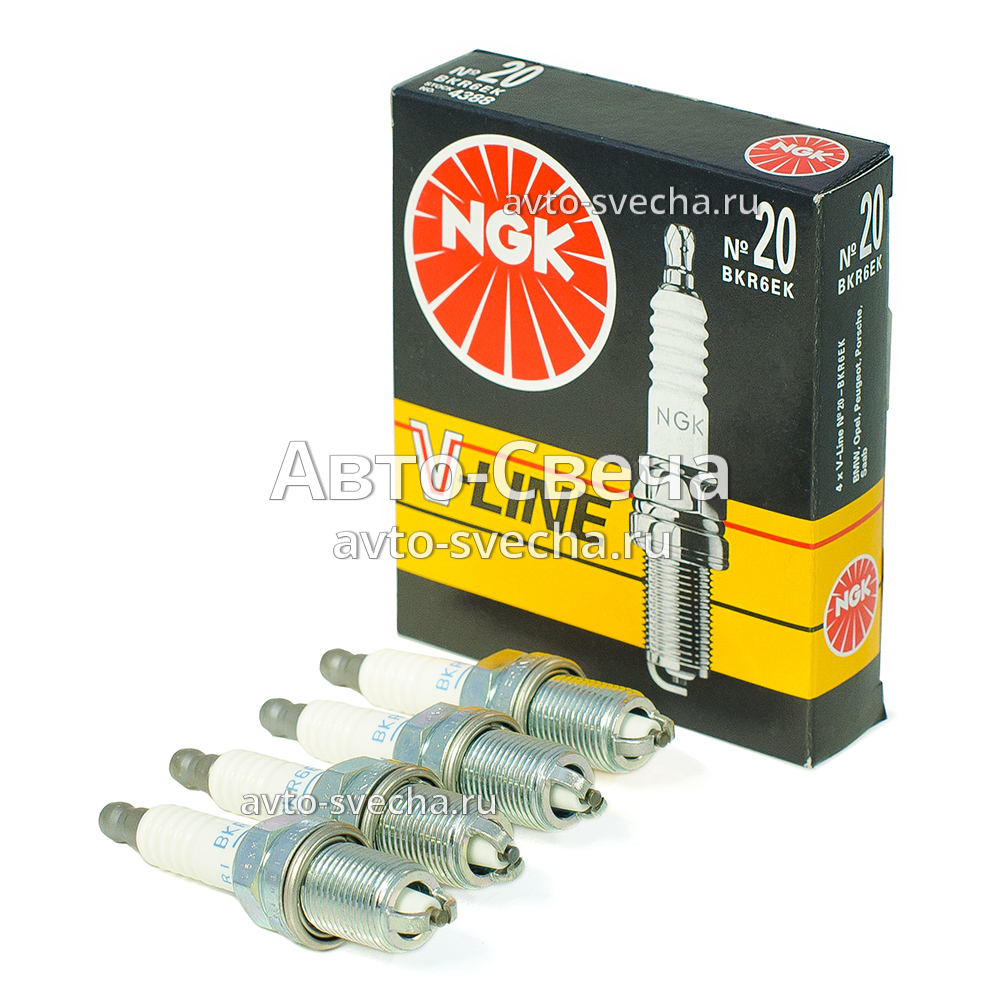 № 20
BKR6EK
STOCK NO. 4388
NGK
NGK
avto-svecha.ru
№ 20
BKR6EK
№ 20
BKR6EK
NGK
V-LINE
Авто-Свеча
avto-svecha.ru
4 x V-Line № 20 – BKR6EK
BMW, Opel, Peugeot, Porsche,
Saab
NGK
BKR
BKR
KR6E
avto-svecha.ru
BKR
R I